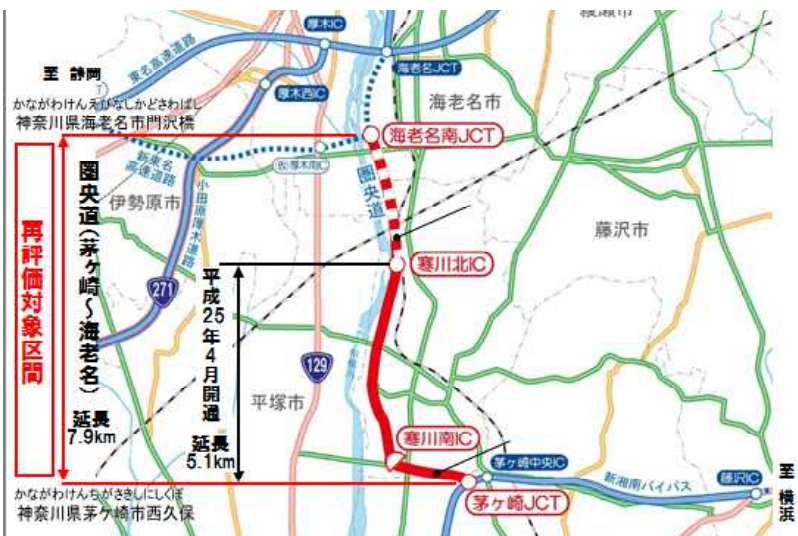 綾瀬市
厚木IC
東名高速道路
海老名JCT
至 静岡
厚木西IC
海老名市
かながわけんえびなしかどさわばし
神奈川県海老名市門沢橋
海老名南JCT
(仮)厚木南IC
新東名
高速道路
圏央道
伊勢原市
小田原厚木道路
藤沢市
再評価対象区間
圏央道(茅ヶ崎~海老名)
延長
7.9km
平成25年4月開通
延長
5.1km
寒川北IC
271
129
平塚市
寒川南IC
茅ヶ崎中央IC
新湘南バイパス
藤沢IC
至 横浜
茅ヶ崎JCT
かながわけんちがさきしにしくぼ
神奈川県茅ヶ崎市西久保